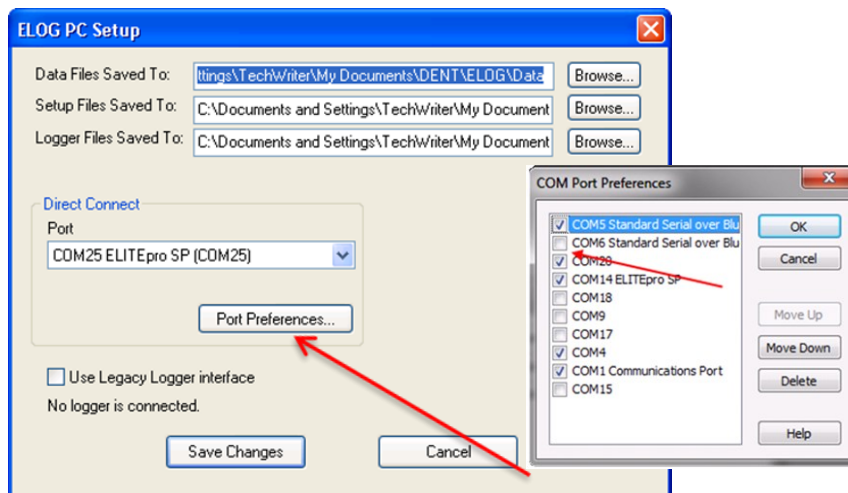 ELOG PC Setup
Data Files Saved To: ttings\TechWriter\My Documents\DENT\ELOG\Data Browse...
Setup Files Saved To: C:\Documents and Settings\TechWriter\My Document Browse...
Logger Files Saved To: C:\Documents and Settings\TechWriter\My Document Browse...
Direct Connect
Port
COM25 ELITEpro SP (COM25)
Port Preferences...
Use Legacy Logger interface
No logger is connected.
Save Changes Cancel
COM Port Preferences
COM5 Standard Serial over Blu
COM6 Standard Serial over Blu
COM20
COM14 ELITEpro SP
COM18
COM9
COM17
COM4
COM1 Communications Port
COM15
OK
Cancel
Move Up
Move Down
Delete
Help